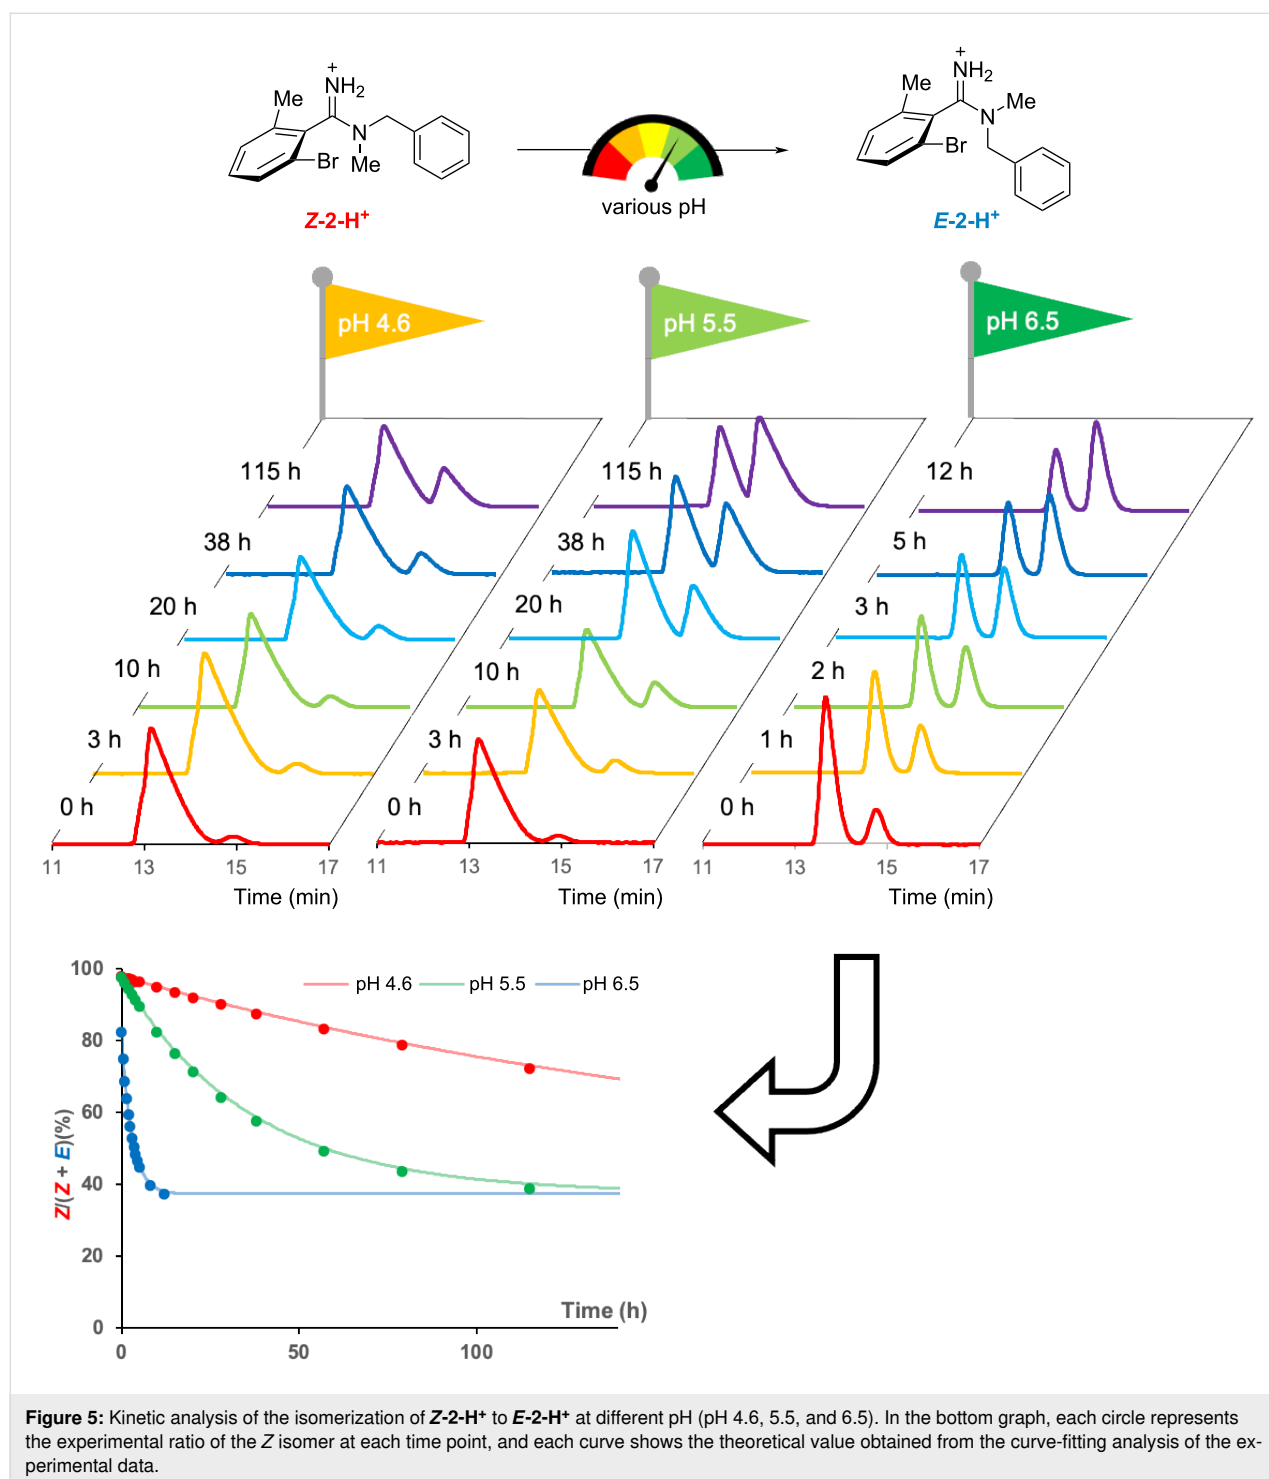 +
NH2
Me
N
Br
Me
Z-2-H+
various pH
+
NH2
Me
Me
N
Br
E-2-H+
pH 4.6
pH 5.5
pH 6.5
115 h
38 h
20 h
10 h
3 h
0 h
11 13 15 17
Time (min)
115 h
38 h
20 h
10 h
3 h
0 h
11 13 15 17
Time (min)
12 h
5 h
3 h
2 h
1 h
0 h
11 13 15 17
Time (min)
Z/(Z + E)(%)
100
80
60
40
20
0
pH 4.6 pH 5.5 pH 6.5
Time (h)
0 50 100
Figure 5: Kinetic analysis of the isomerization of Z-2-H+ to E-2-H+ at different pH (pH 4.6, 5.5, and 6.5). In the bottom graph, each circle represents
the experimental ratio of the Z isomer at each time point, and each curve shows the theoretical value obtained from the curve-fitting analysis of the ex-
perimental data.